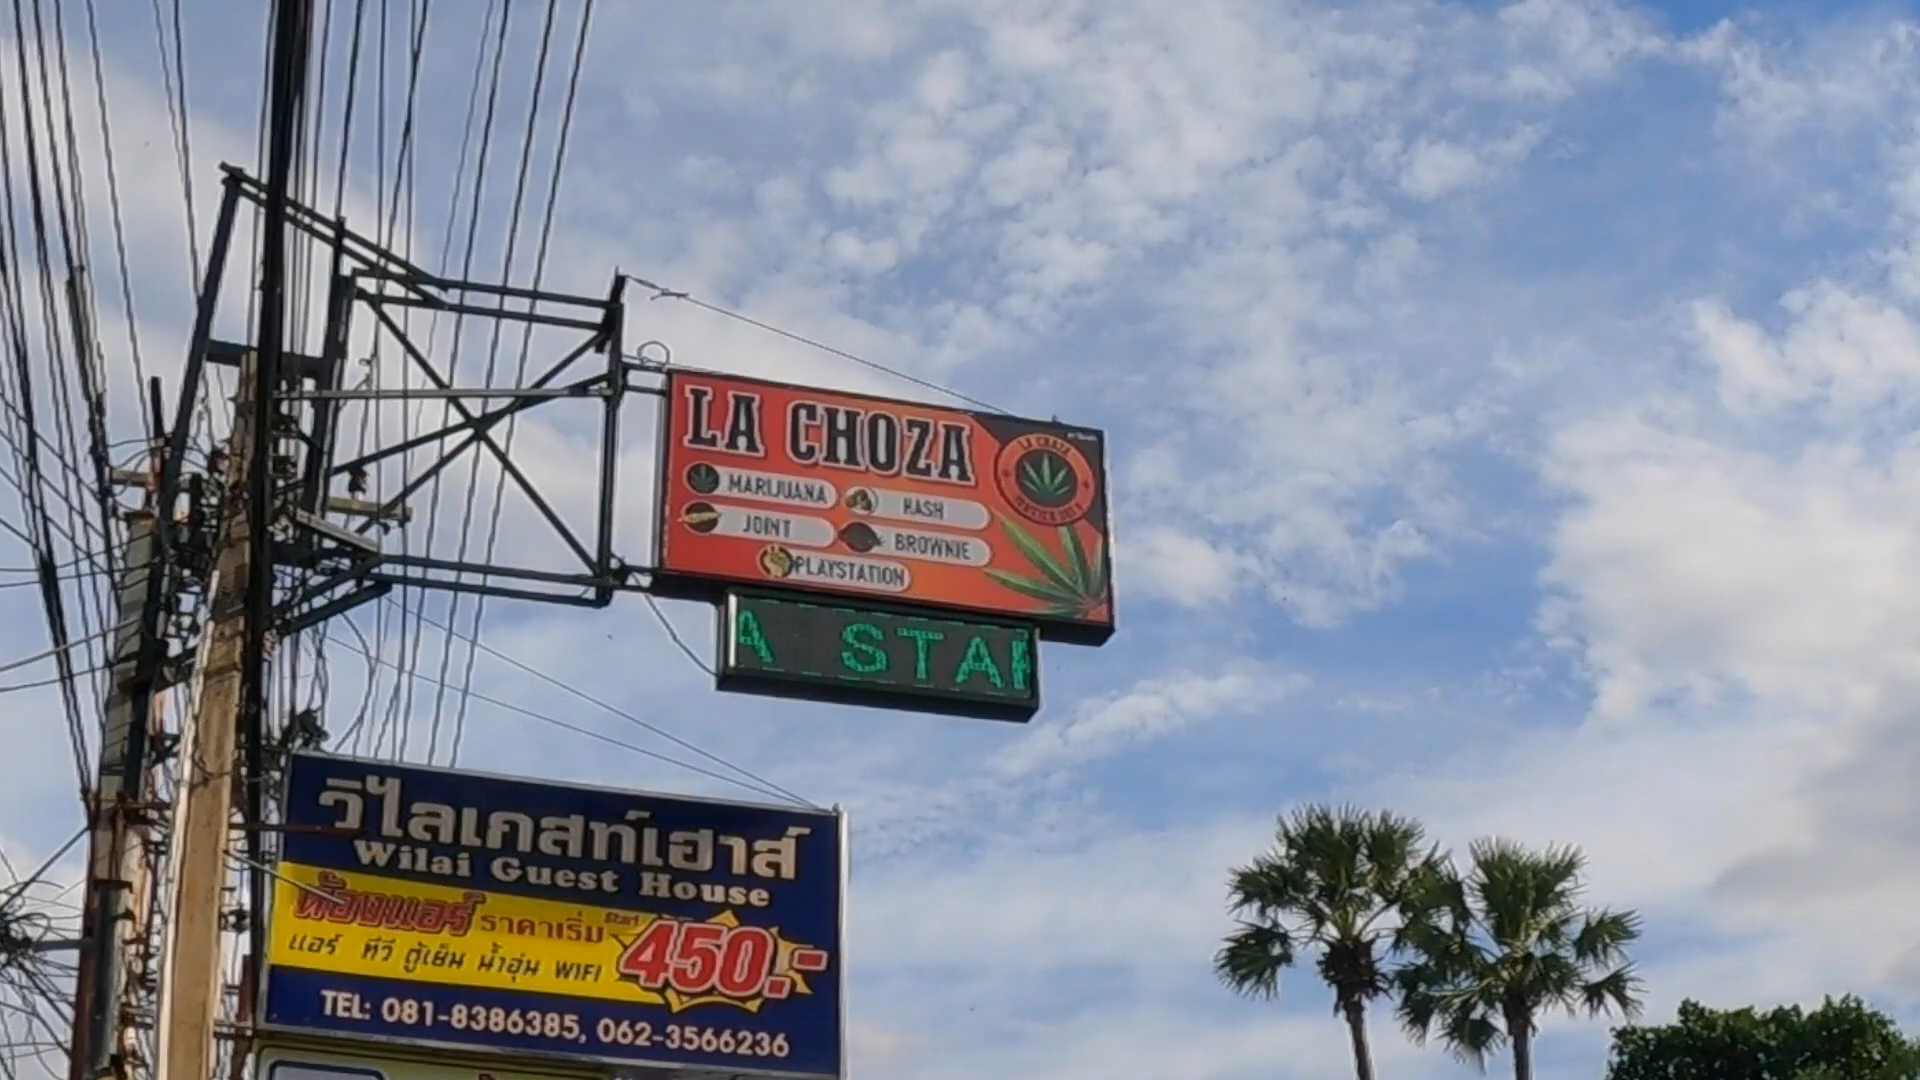 LA CHOZA
MARIJUANA
HASH
JOINT
BROWNIE
PLAYSTATION
A STA
วิไลเกสท์เฮาส์
Wilai Guest House
ห้องแอร์ ราคาเริ่ม Start 450.-
แอร์ ทีวี ตู้เย็น น้ำอุ่น WIFI
TEL: 081-8386385, 062-3566236